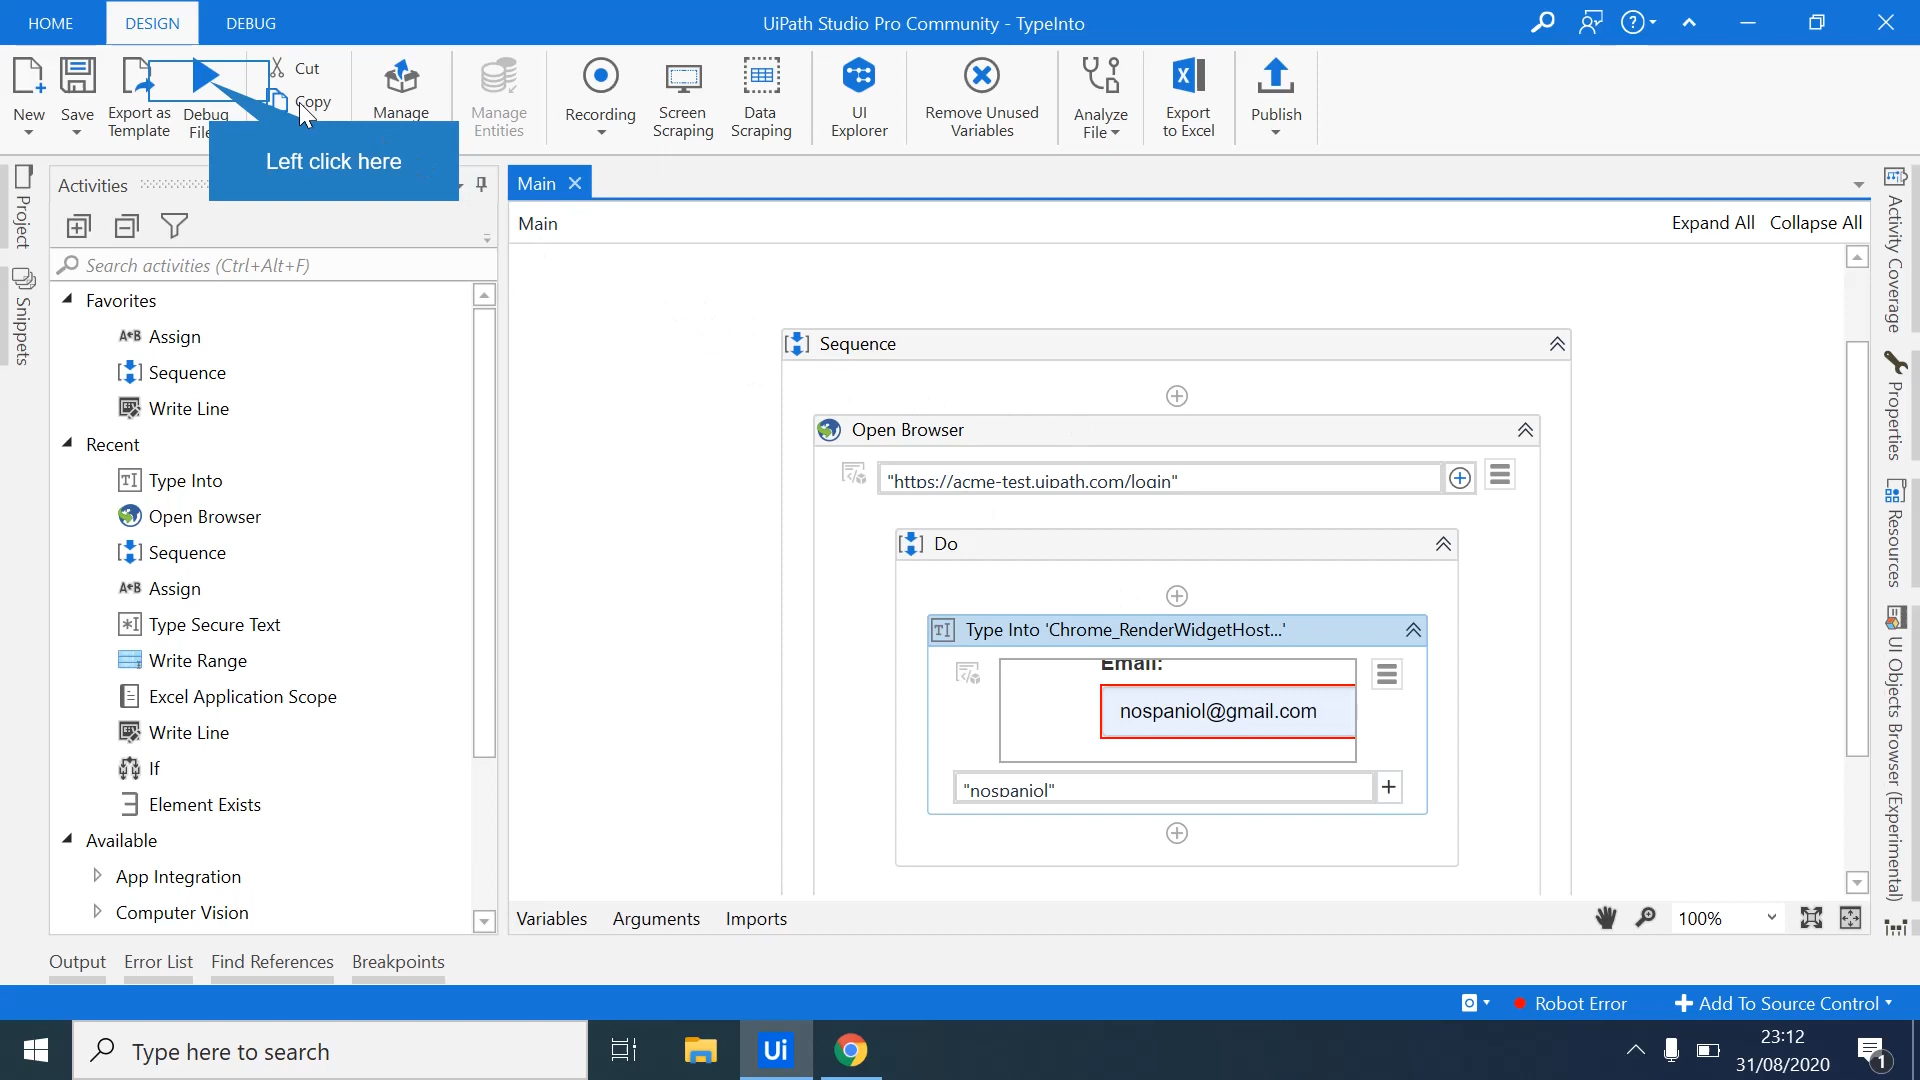 HOME DESIGN DEBUG UiPath Studio Pro Community - TypeInto
New Save Export as Template Debug File
Cut
Copy
Manage
Manage Entities
Recording
Screen Scraping
Data Scraping
UI Explorer
Remove Unused Variables
Analyze File
Export to Excel
Publish
Left click here
Project
Snippets
Activities
Search activities (Ctrl+Alt+F)
Favorites
Assign
Sequence
Write Line
Recent
Type Into
Open Browser
Sequence
Assign
Type Secure Text
Write Range
Excel Application Scope
Write Line
If
Element Exists
Available
App Integration
Computer Vision
Main
Main Expand All Collapse All
Sequence
Open Browser
"https://acme-test.uipath.com/login"
Do
Type Into 'Chrome_RenderWidgetHost...'
Email:
nospaniol@gmail.com
"nospaniol"
Variables Arguments Imports 100%
Activity Coverage
Properties
Resources
UI Objects Browser (Experimental)
Output Error List Find References Breakpoints
Robot Error Add To Source Control
Type here to search
Ui
23:12
31/08/2020
1